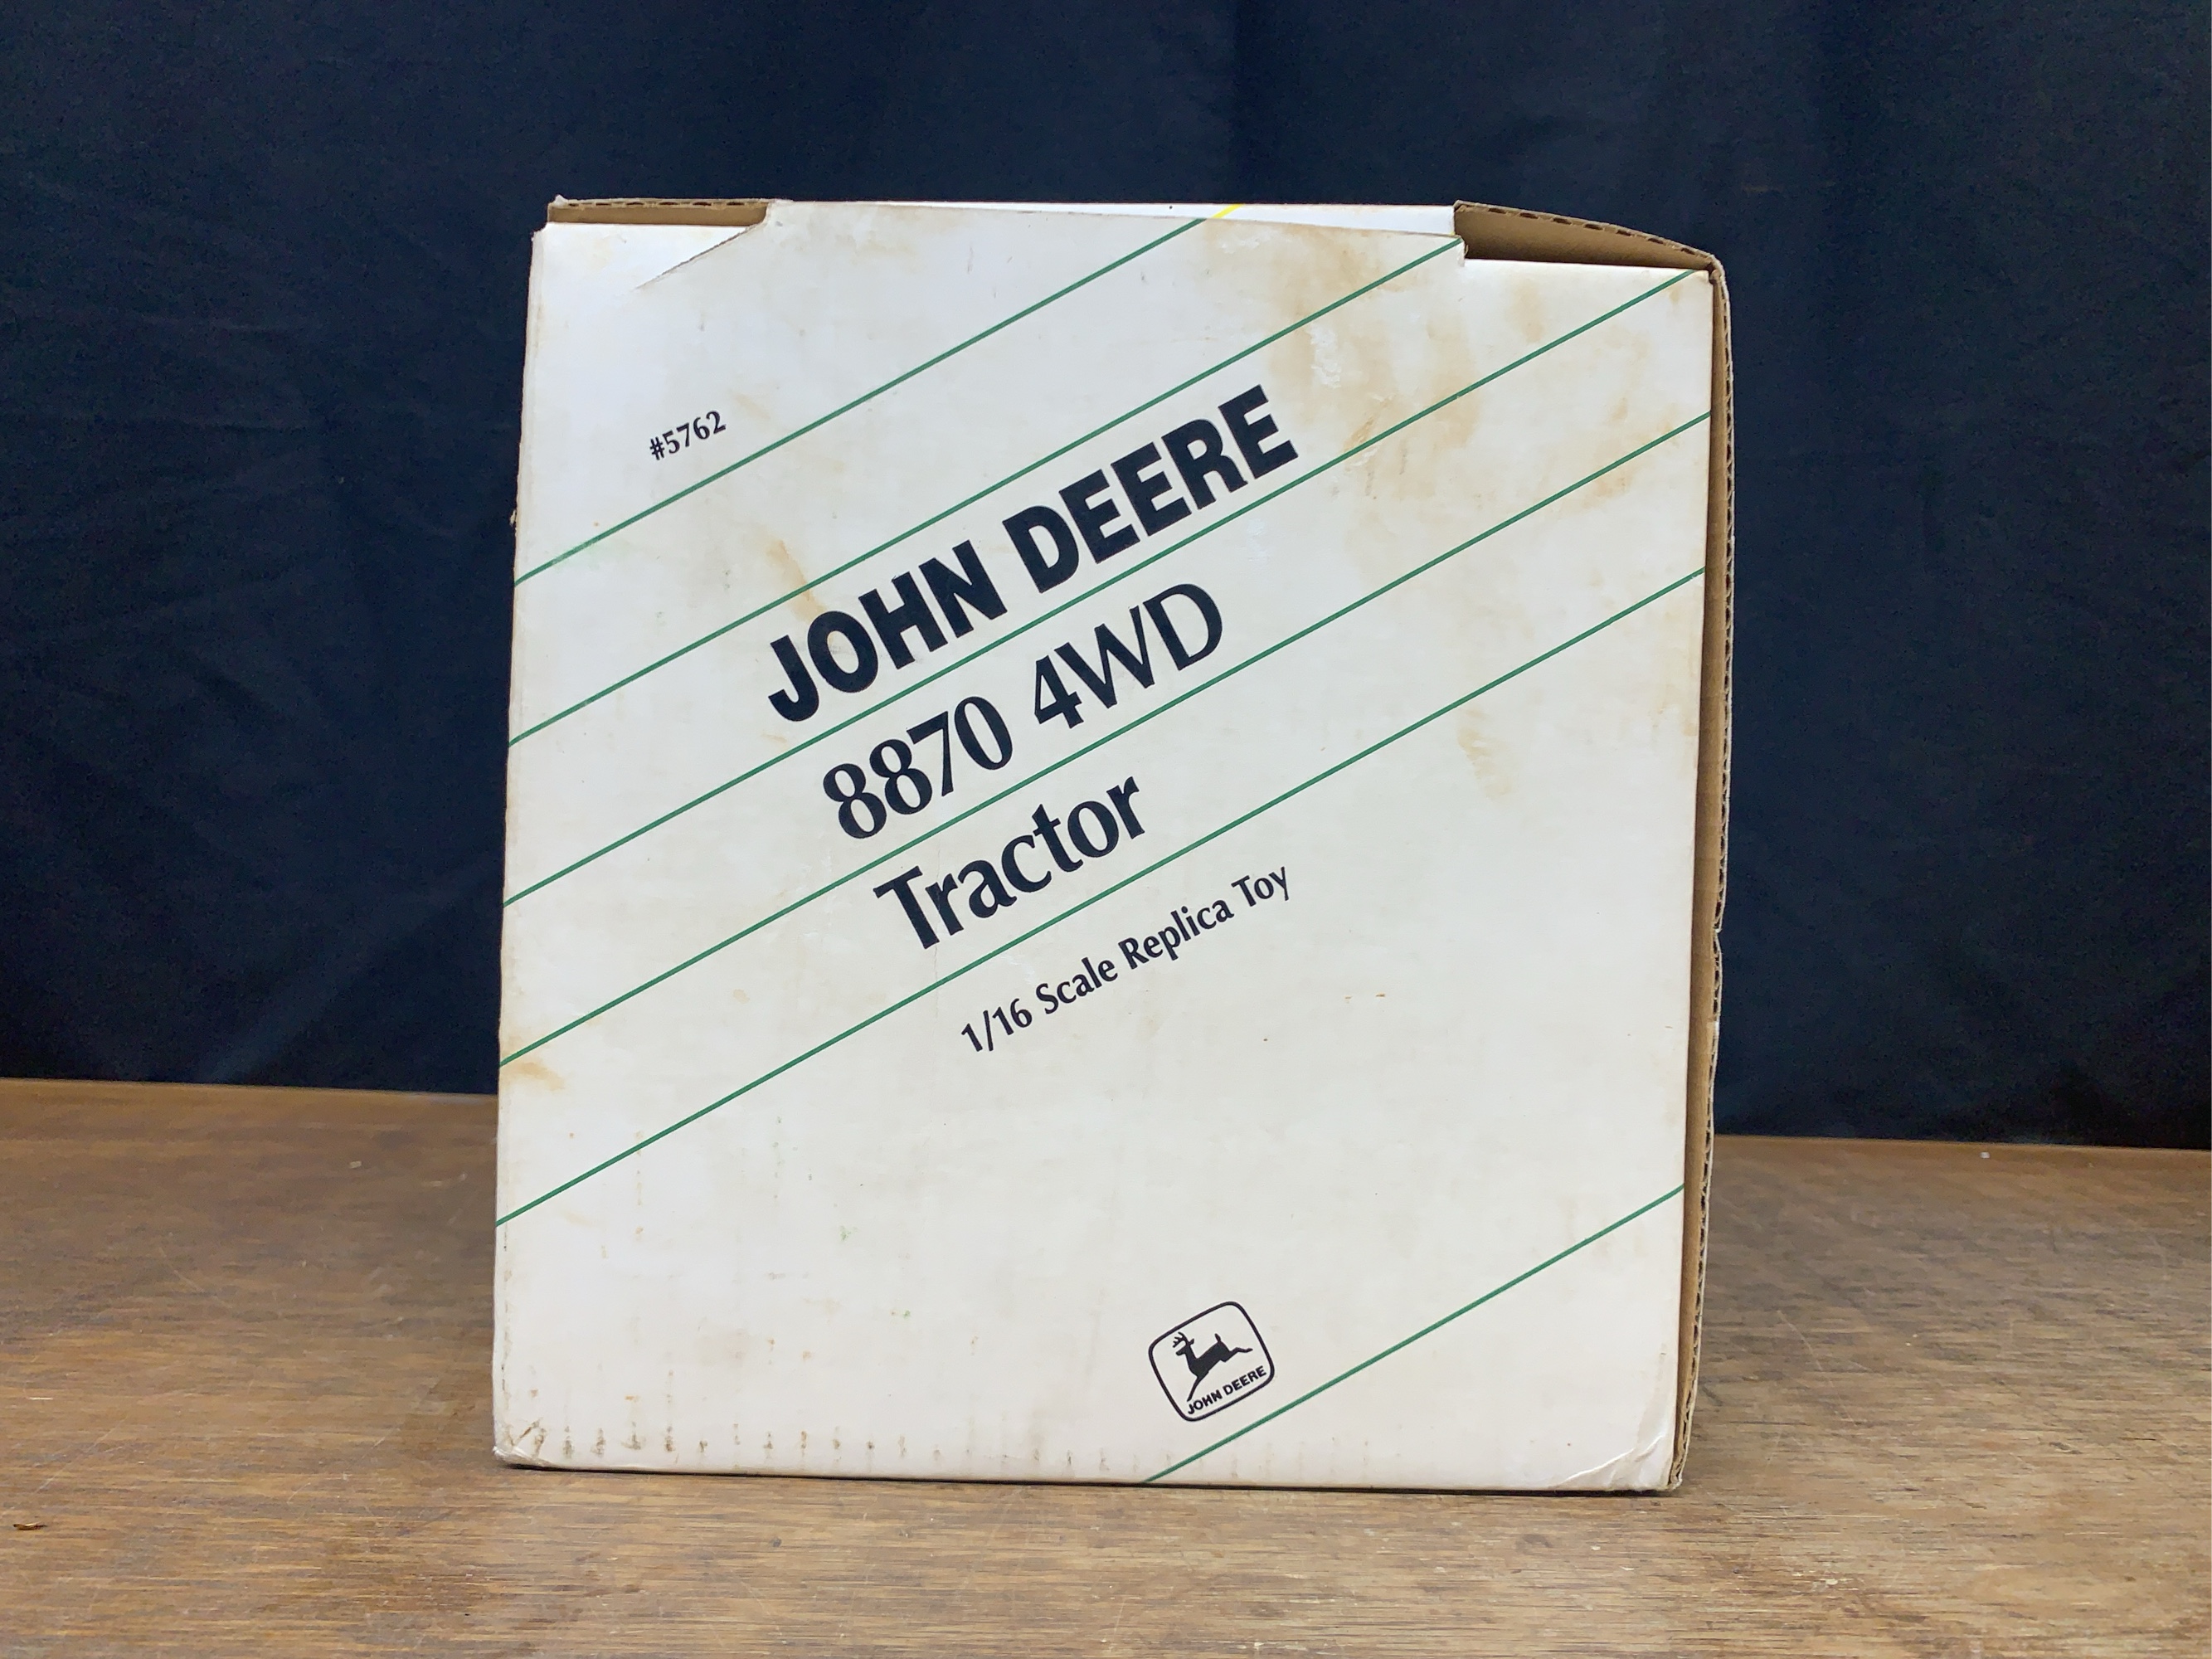 #5762
JOHN DEERE
8870 4WD
Tractor
1/16 Scale Replica Toy
JOHN DEERE